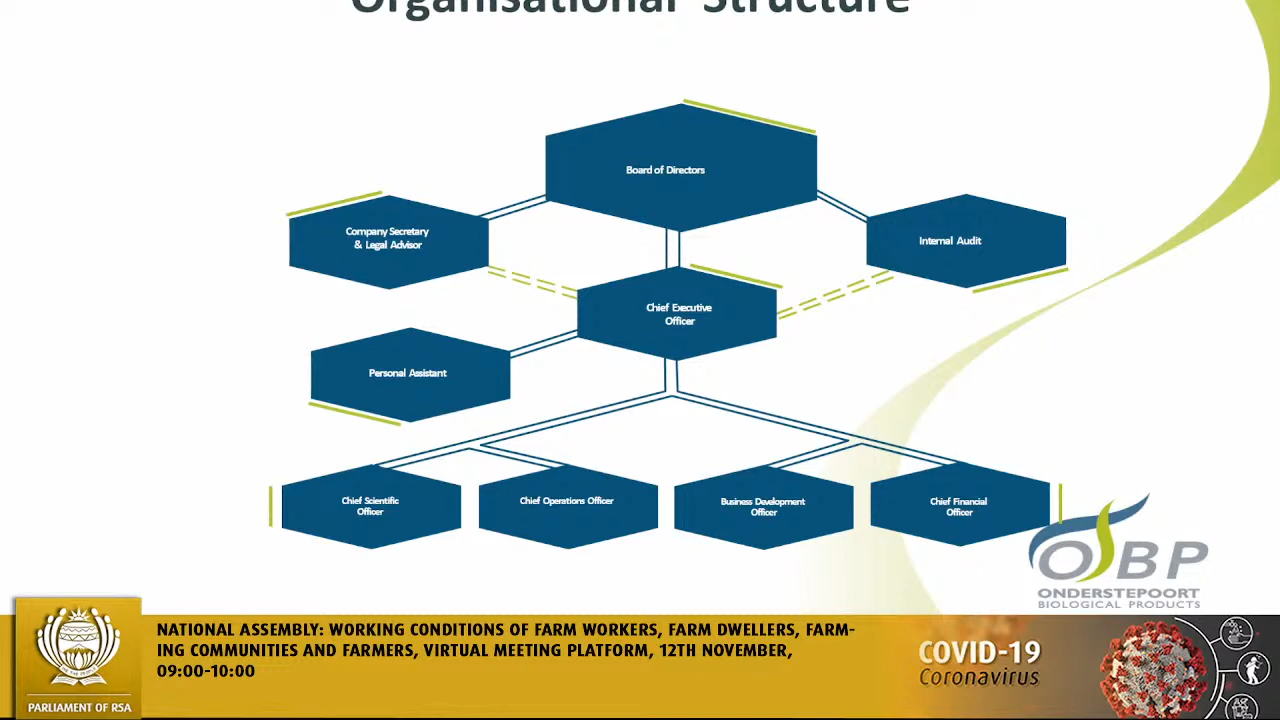 Organisational Structure
Board of Directors
Company Secretary
& Legal Advisor
Internal Audit
Chief Executive
Officer
Personal Assistant
Chief Scientific
Officer
Chief Operations Officer
Business Development
Officer
Chief Financial
Officer
OBP
ONDERSTEPOORT
BIOLOGICAL PRODUCTS
NATIONAL ASSEMBLY: WORKING CONDITIONS OF FARM WORKERS, FARM DWELLERS, FARM-
ING COMMUNITIES AND FARMERS, VIRTUAL MEETING PLATFORM, 12TH NOVEMBER,
09:00-10:00
COVID-19
Coronavirus
PARLIAMENT OF RSA